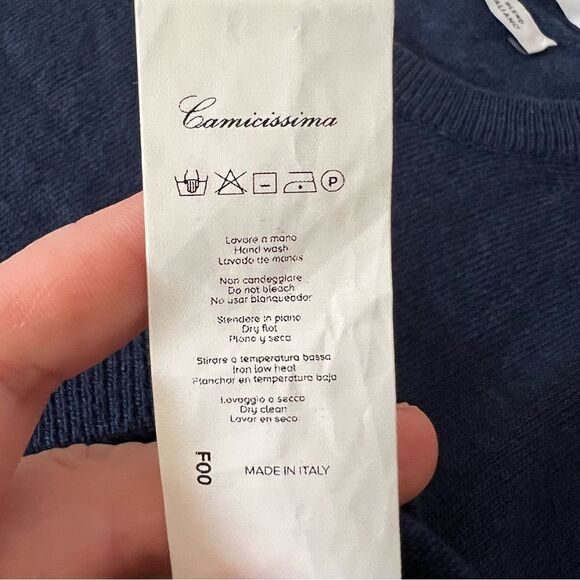 BLEND
ALIANO
Camicissima
P
Lavare a mano
Hand wash
Lavado de manos
Non candeggiare
Do not bleach
No usar blanqueador
Stendere in piano
Dry flat
Plano y seco
Stirare a temperatura bassa
Iron low heat
Planchar en temperatura baja
Lavaggio a secco
Dry clean
Lavar en seco
F00
MADE IN ITALY